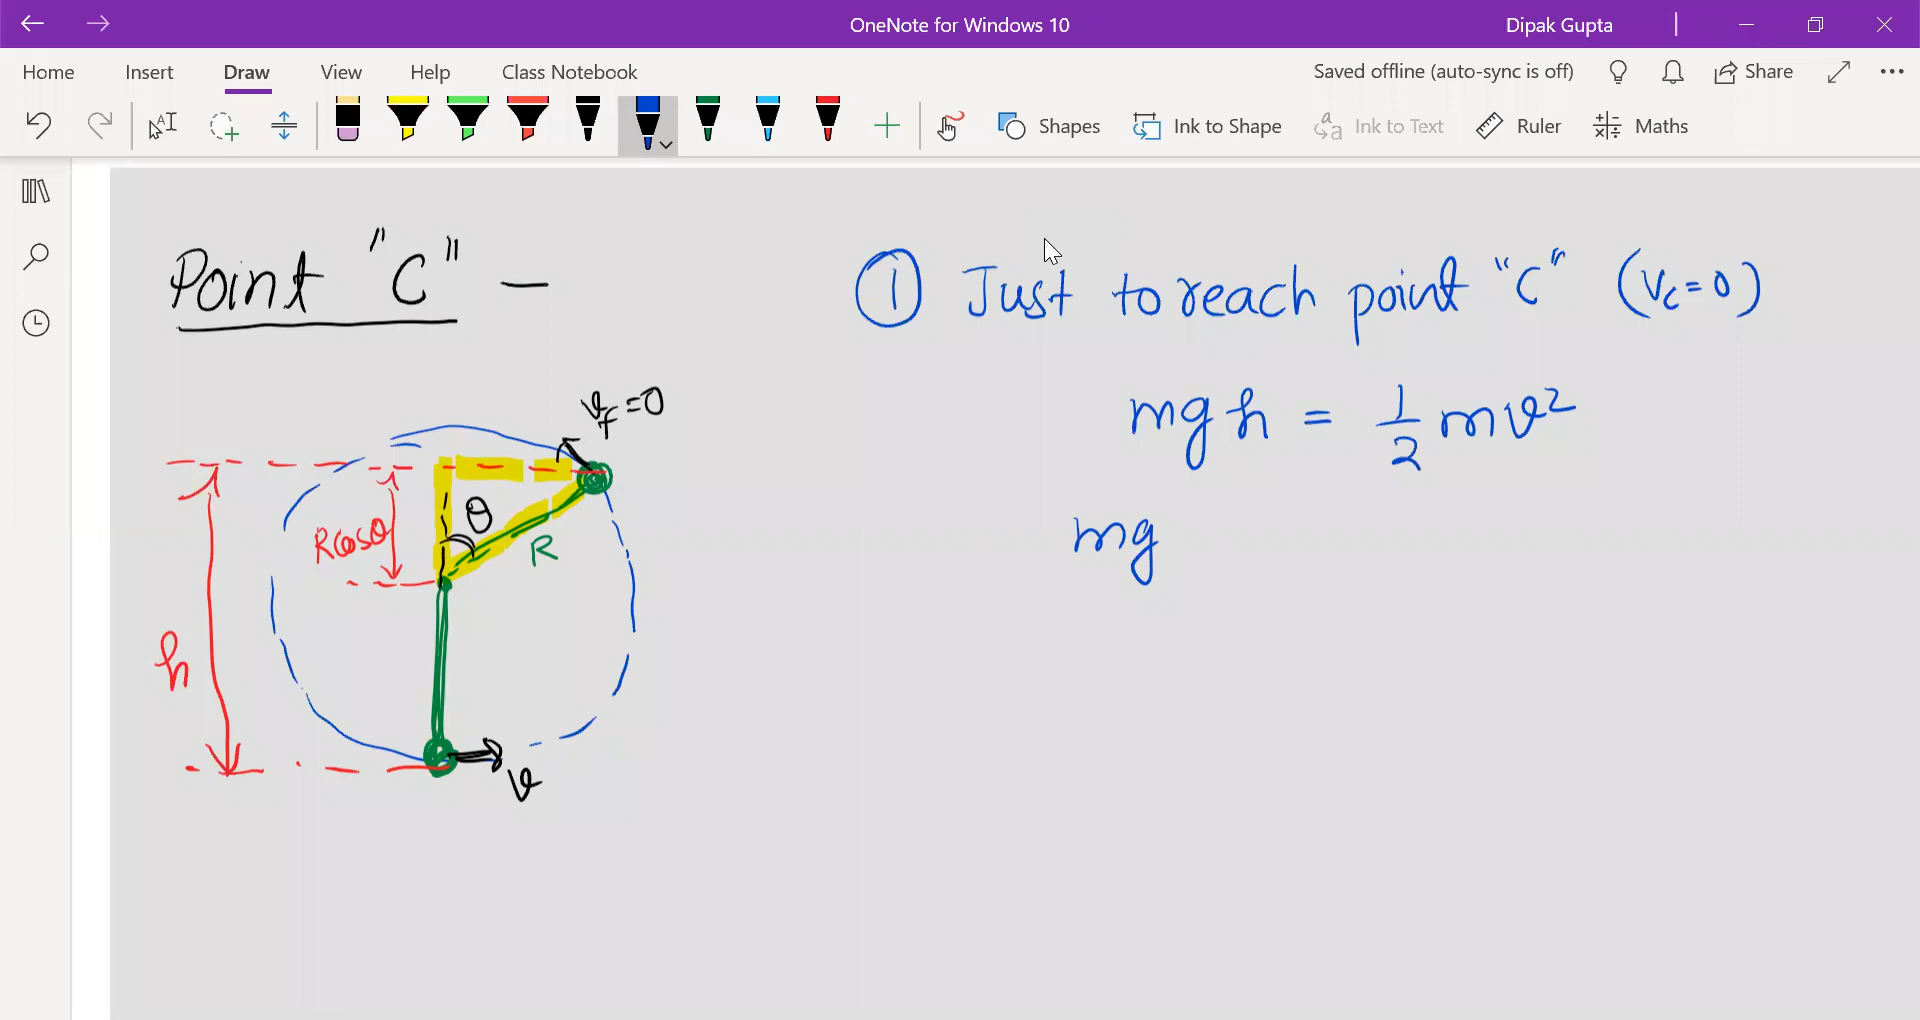 OneNote for Windows 10
Dipak Gupta
Home Insert Draw View Help Class Notebook
Saved offline (auto-sync is off) Share
Shapes Ink to Shape Ink to Text Ruler Maths
Point "C" —
① Just to reach point "C" (Vc=0)
mgh = 1/2 mv²
mg
vf=0
θ
Rcosθ
R
h
v